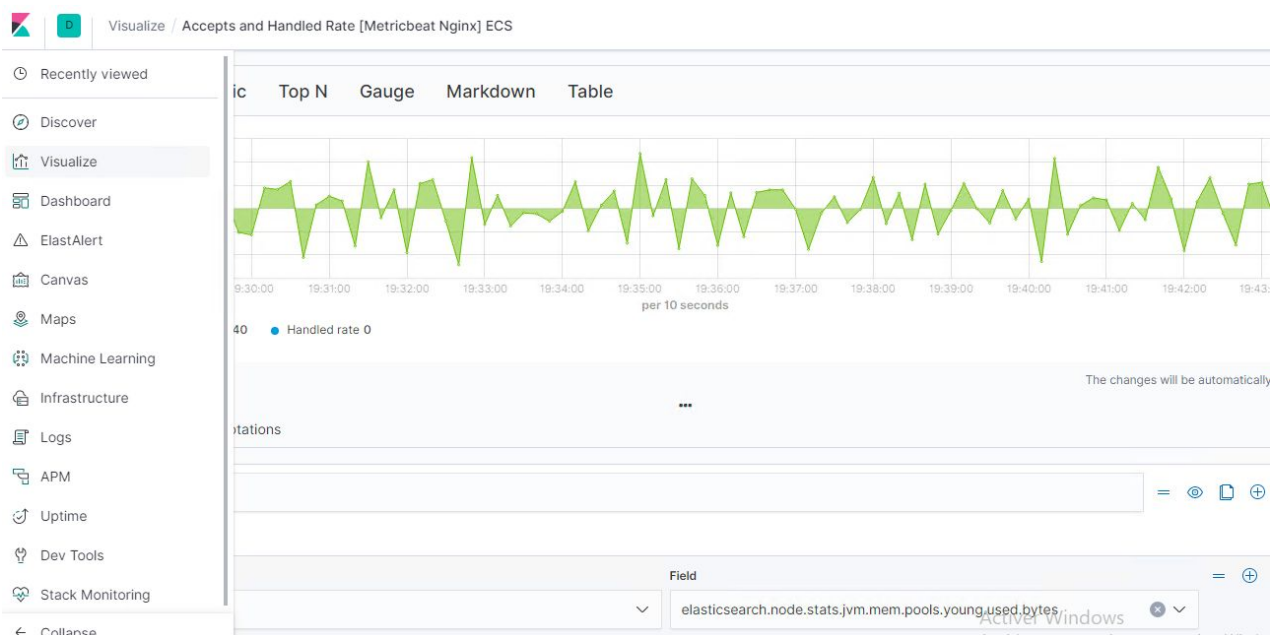 D Visualize / Accepts and Handled Rate [Metricbeat Nginx] ECS
Recently viewed
Discover
Visualize
Dashboard
ElastAlert
Canvas
Maps
Machine Learning
Infrastructure
Logs
APM
Uptime
Dev Tools
Stack Monitoring
Collapse
ic Top N Gauge Markdown Table
9:30:00 19:31:00 19:32:00 19:33:00 19:34:00 19:35:00 19:36:00 19:37:00 19:38:00 19:39:00 19:40:00 19:41:00 19:42:00 19:43:
per 10 seconds
40 Handled rate 0
The changes will be automatically
otations
Field
elasticsearch.node.stats.jvm.mem.pools.young.used.bytes
Activer Windows